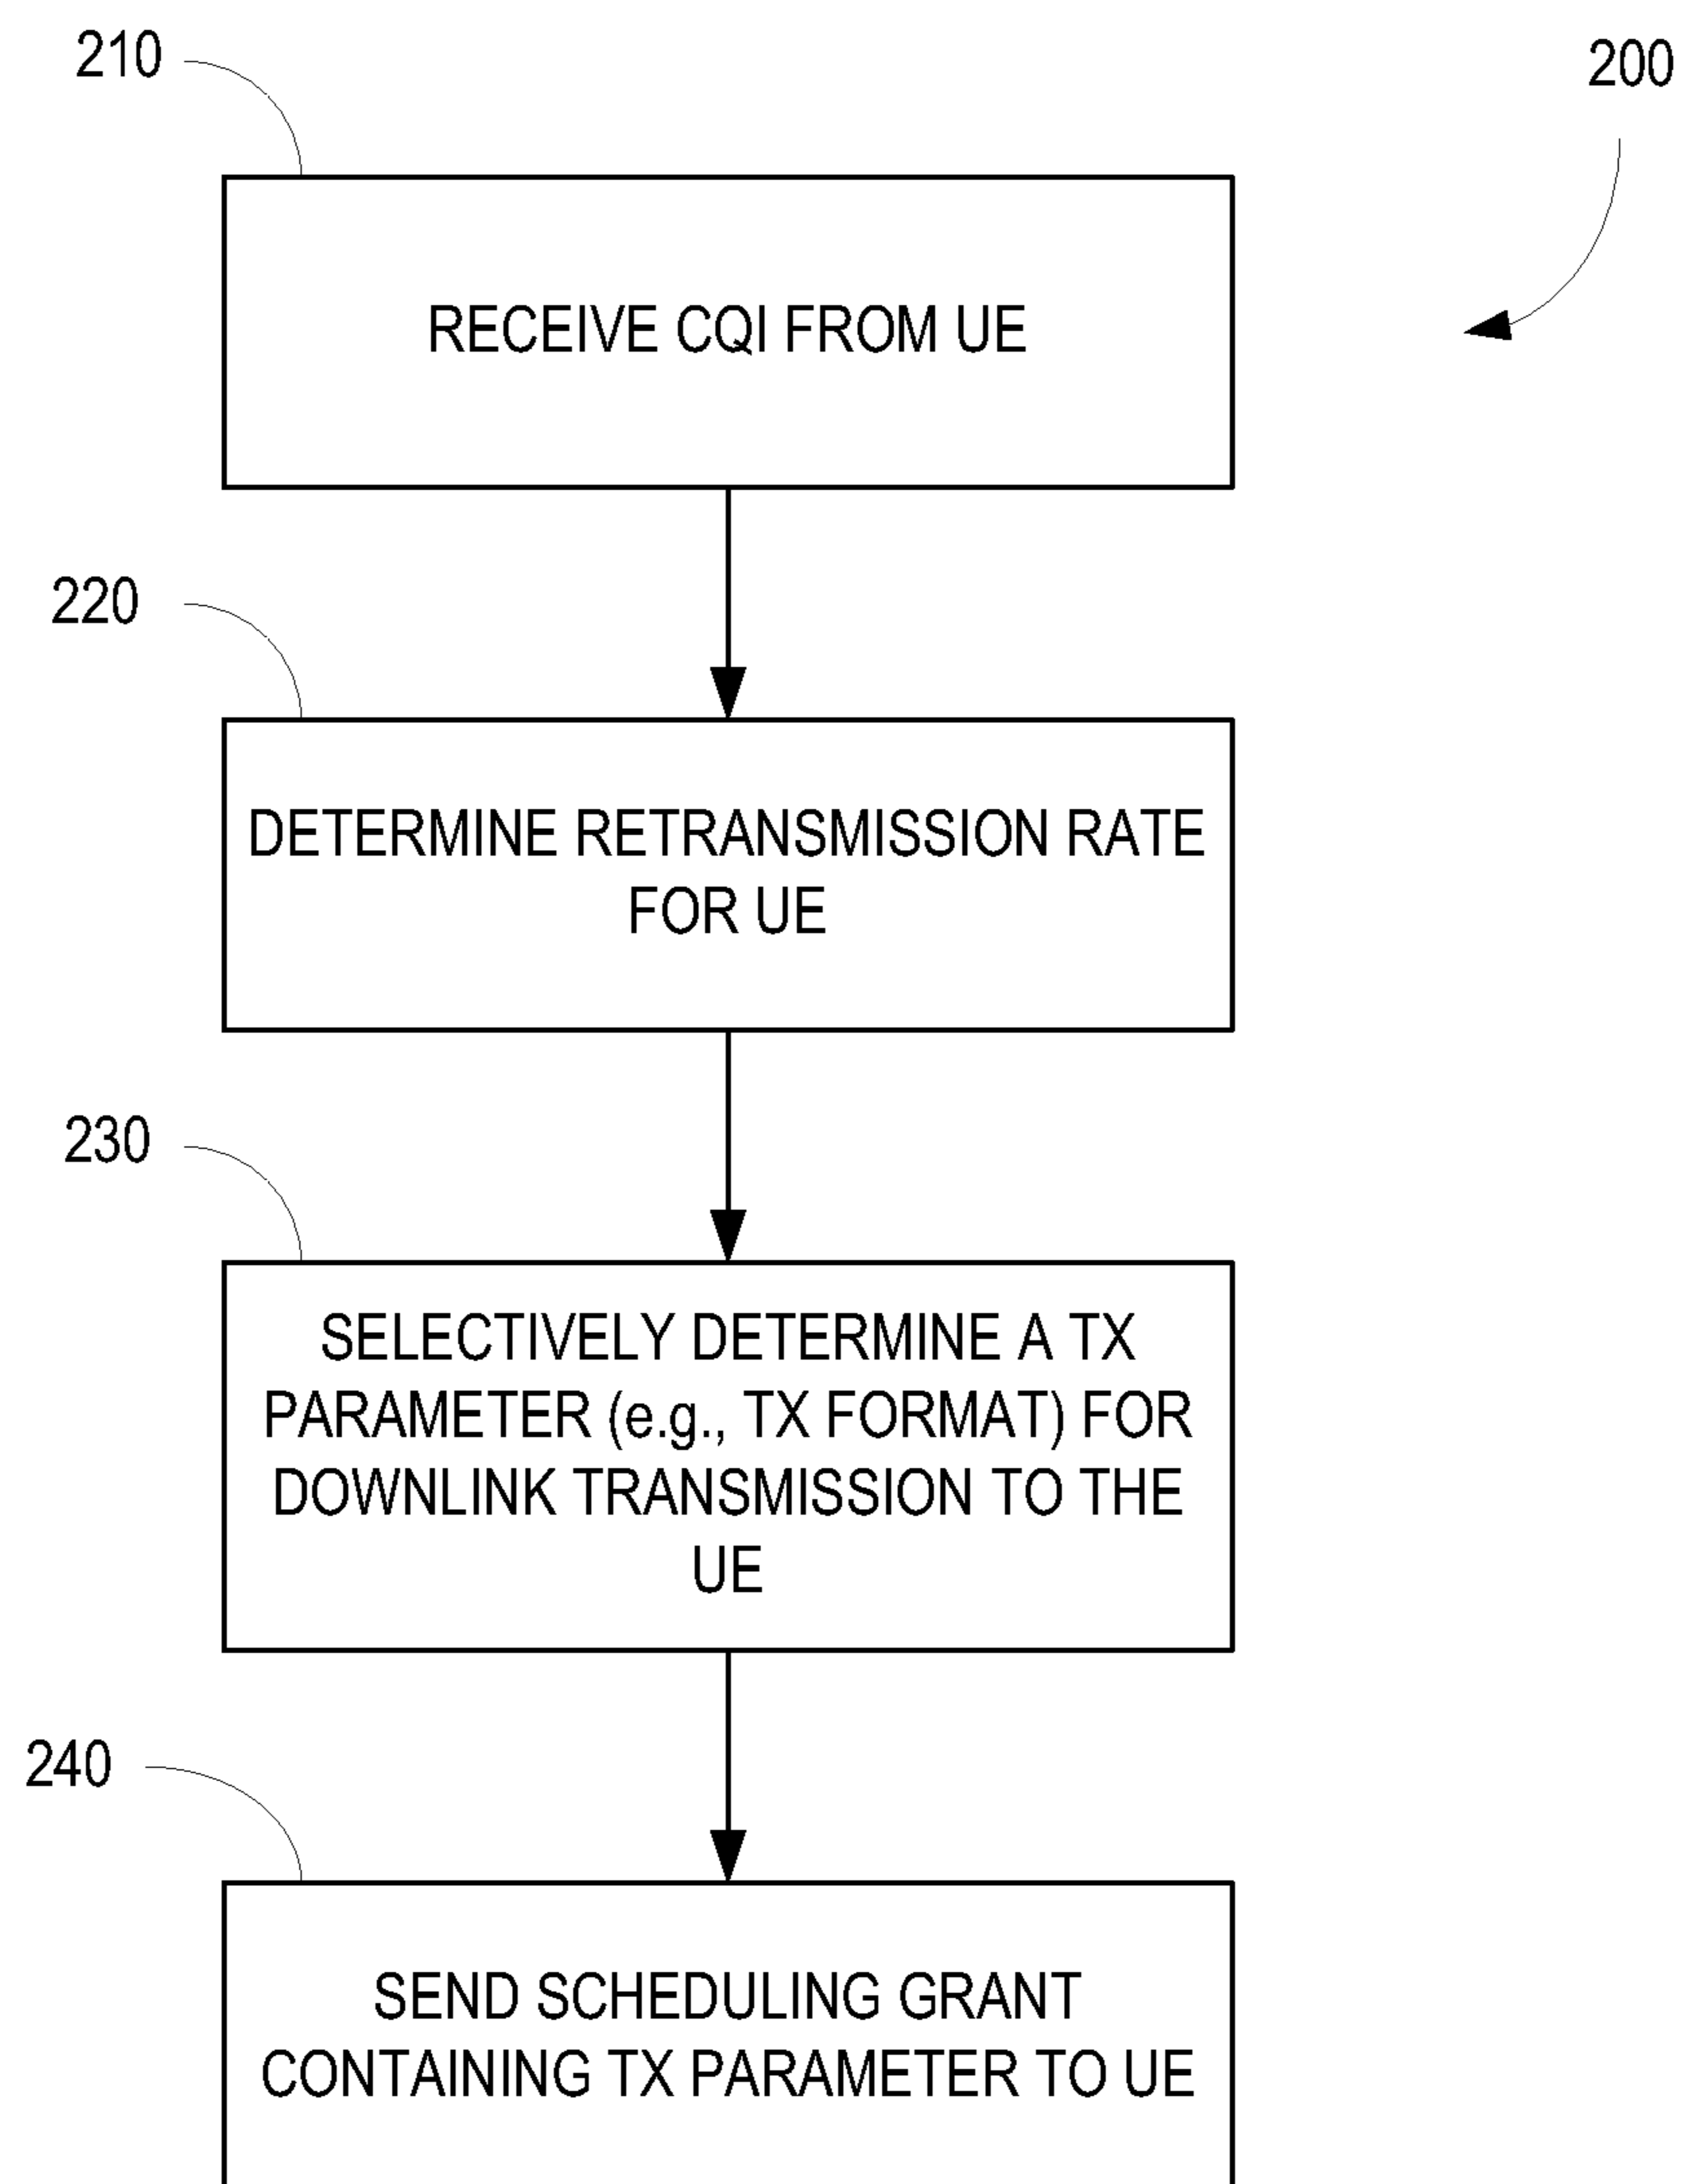 210
200
RECEIVE CQI FROM UE
220
DETERMINE RETRANSMISSION RATE
FOR UE
230
SELECTIVELY DETERMINE A TX
PARAMETER (e.g., TX FORMAT) FOR
DOWNLINK TRANSMISSION TO THE
UE
240
SEND SCHEDULING GRANT
CONTAINING TX PARAMETER TO UE